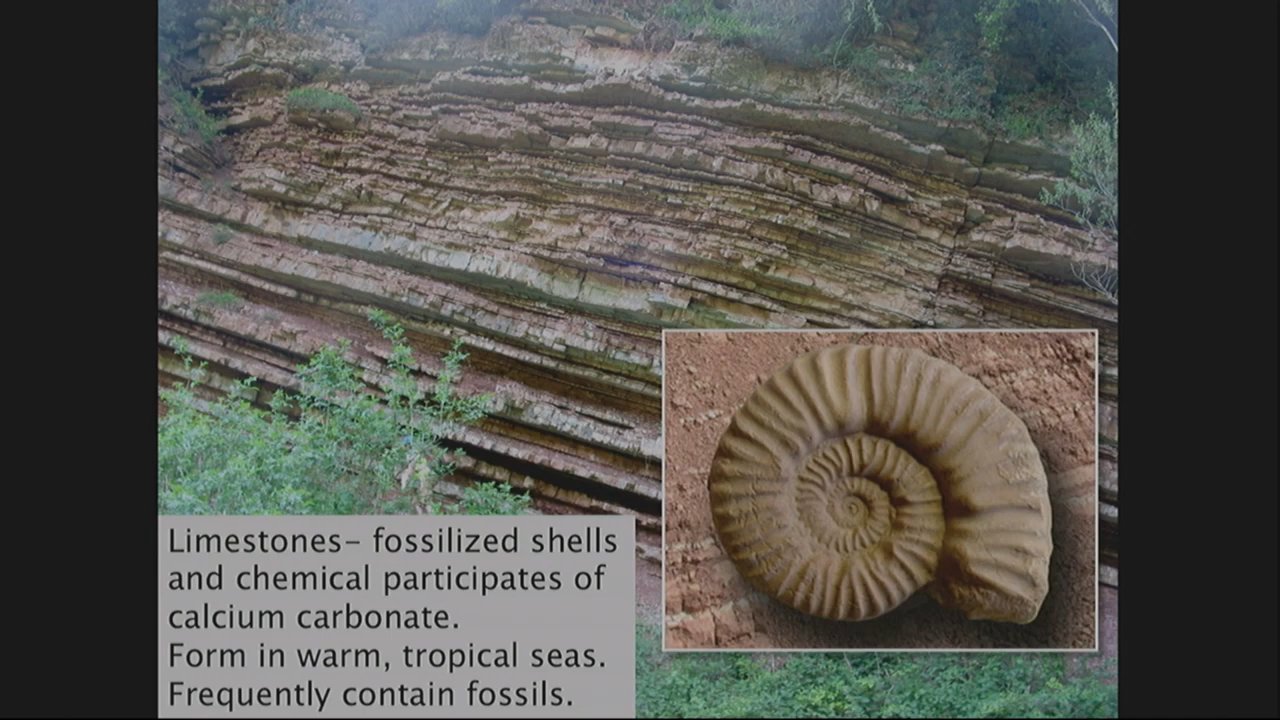 Limestones– fossilized shells
and chemical participates of
calcium carbonate.
Form in warm, tropical seas.
Frequently contain fossils.